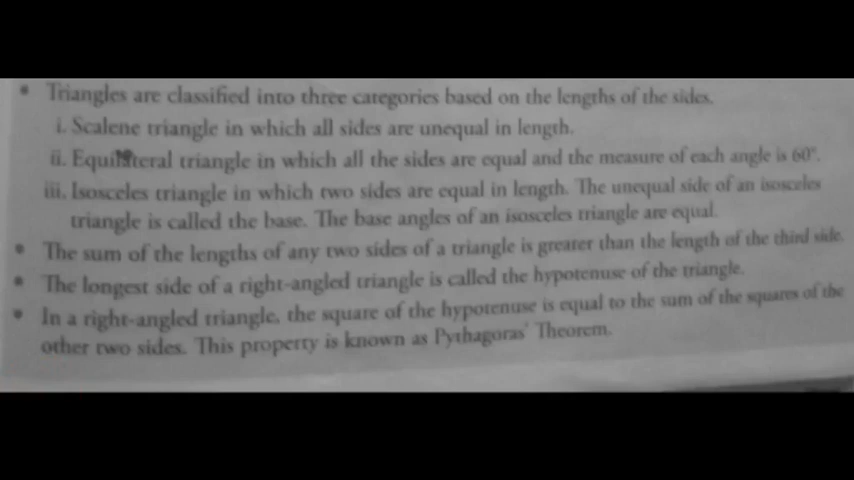 • Triangles are classified into three categories based on the lengths of the sides.
i. Scalene triangle in which all sides are unequal in length.
ii. Equilateral triangle in which all the sides are equal and the measure of each angle is 60°.
iii. Isosceles triangle in which two sides are equal in length. The unequal side of an isosceles
triangle is called the base. The base angles of an isosceles triangle are equal.
• The sum of the lengths of any two sides of a triangle is greater than the length of the third side.
• The longest side of a right-angled triangle is called the hypotenuse of the triangle.
• In a right-angled triangle, the square of the hypotenuse is equal to the sum of the squares of the
other two sides. This property is known as Pythagoras' Theorem.